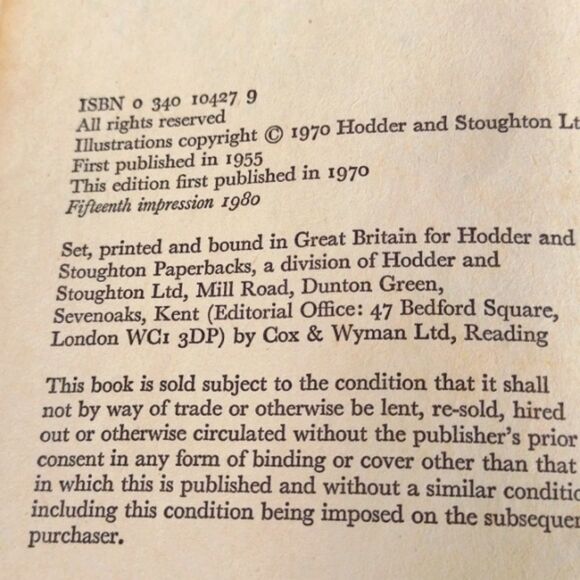 ISBN 0 340 10427 9
All rights reserved
Illustrations copyright © 1970 Hodder and Stoughton Lt
First published in 1955
This edition first published in 1970
Fifteenth impression 1980
Set, printed and bound in Great Britain for Hodder and
Stoughton Paperbacks, a division of Hodder and
Stoughton Ltd, Mill Road, Dunton Green,
Sevenoaks, Kent (Editorial Office: 47 Bedford Square,
London WC1 3DP) by Cox & Wyman Ltd, Reading
This book is sold subject to the condition that it shall
not by way of trade or otherwise be lent, re-sold, hired
out or otherwise circulated without the publisher's prior
consent in any form of binding or cover other than that
in which this is published and without a similar conditio
including this condition being imposed on the subsequen
purchaser.